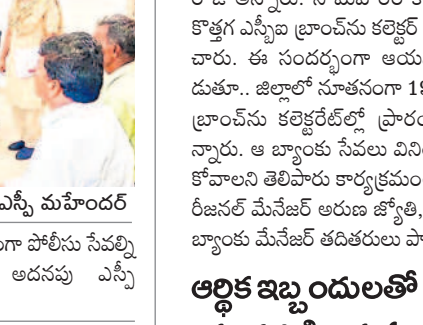 ఎస్పీ మహేందర్
గా పోలీసు సేవల్ని
అదనపు ఎస్పీ
కొత్తగ ఎస్బీఐ బ్రాంచ్‌ను కలెక్టర్
చారు. ఈ సందర్భంగా ఆయ
డుతూ.. జిల్లాలో నూతనంగా 19
బ్రాంచ్‌ను కలెక్టరేట్‌ల్లో ప్రారం
న్నారు. ఆ బ్యాంకు సేవలు విని
కోవాలని తెలిపారు కార్యక్రమం
రీజనల్ మేనేజర్ అరుణ జ్యోతి,
బ్యాంకు మేనేజర్ తదితరులు పా
ఆర్థిక ఇబ్బందులతో